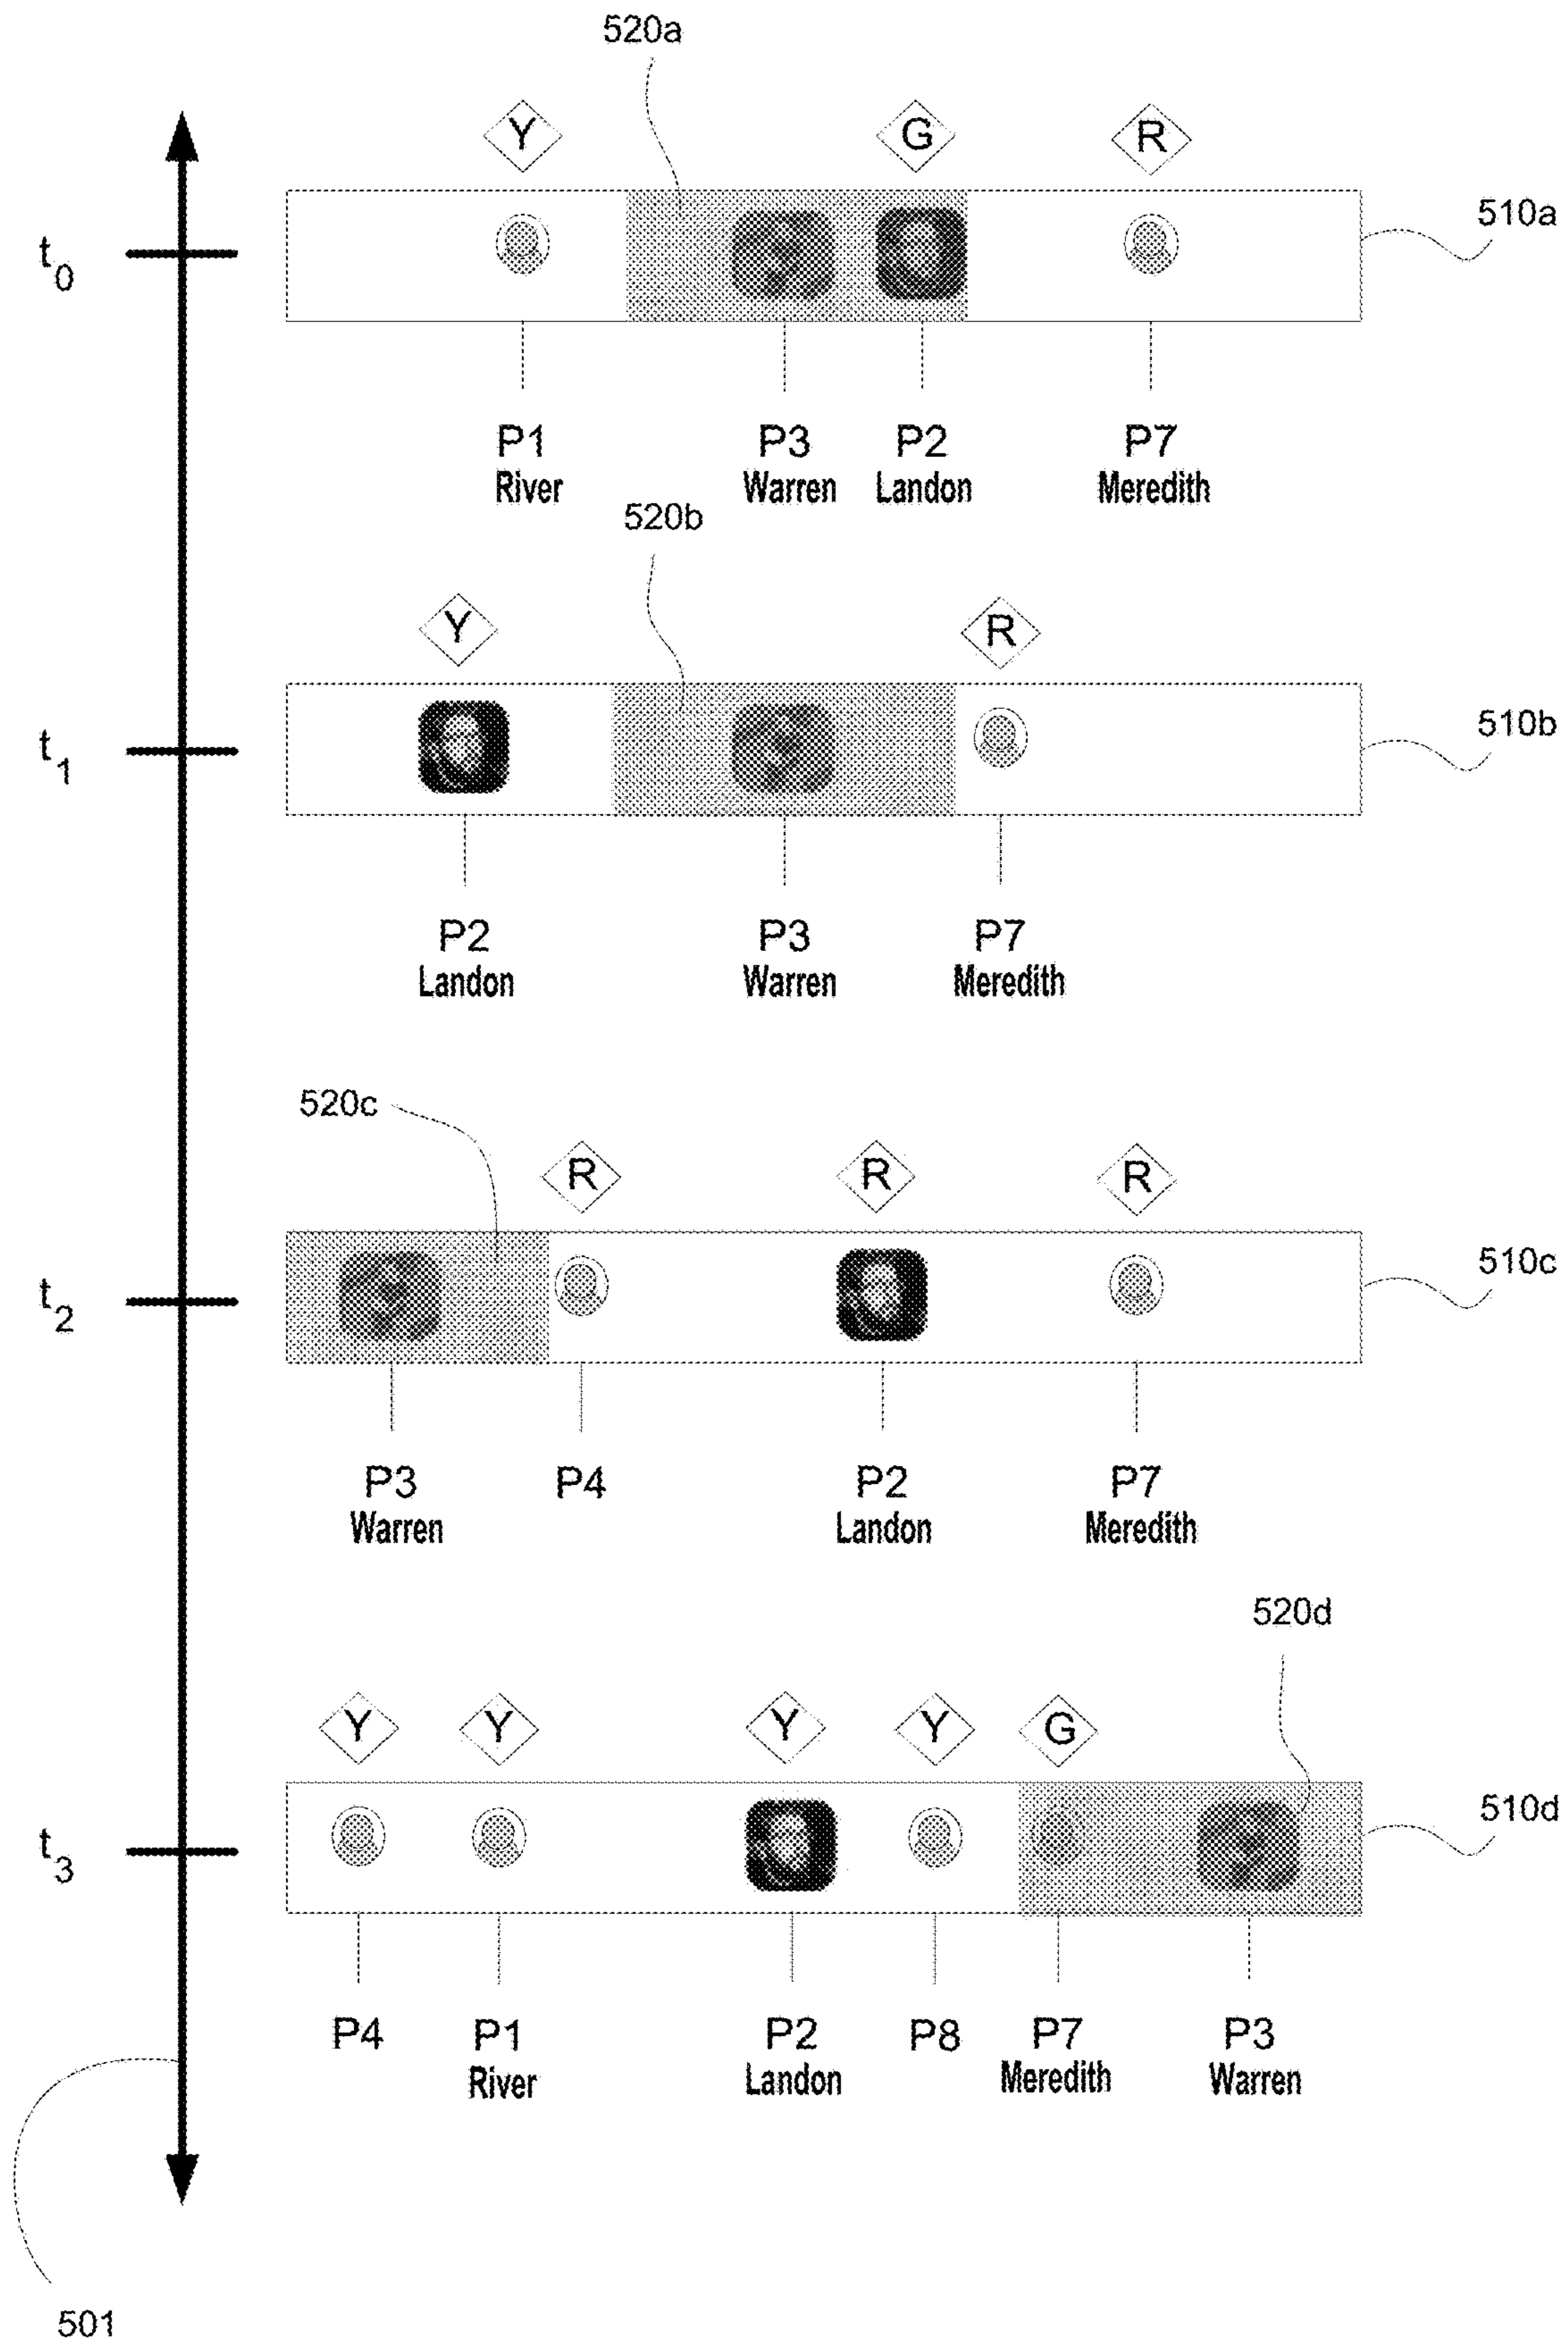 520a
Y G R
510a
t0
P1 P3 P2 P7
River Warren Landon Meredith
520b
Y R
510b
t1
P2 P3 P7
Landon Warren Meredith
520c
R R R
510c
t2
P3 P4 P2 P7
Warren Landon Meredith
520d
Y Y Y Y G
510d
t3
P4 P1 P2 P8 P7 P3
River Landon Meredith Warren
501